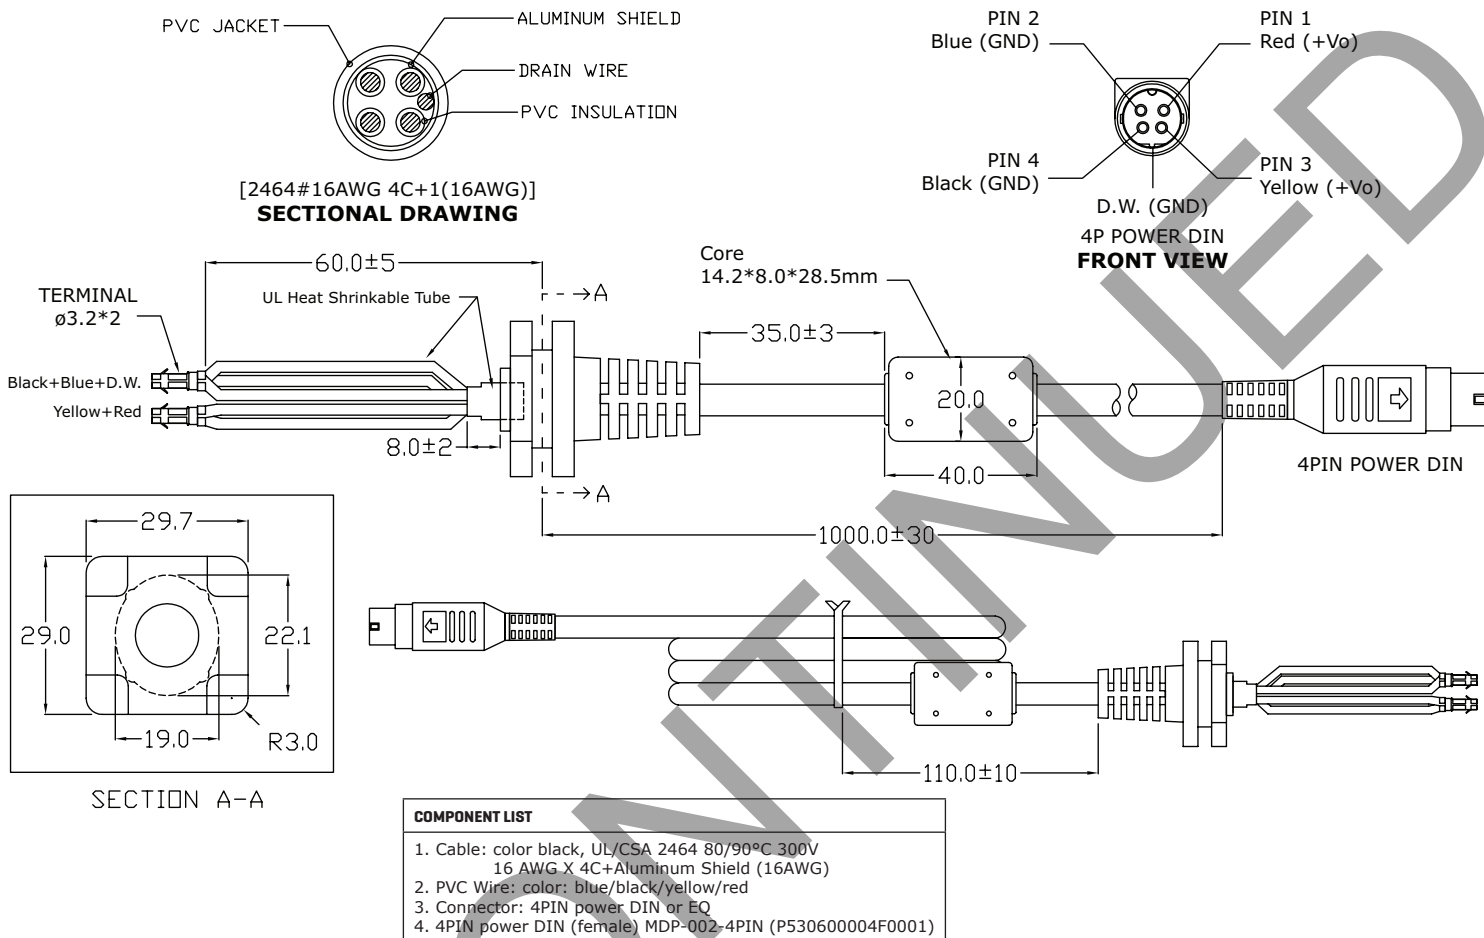 PVC JACKET
ALUMINUM SHIELD
DRAIN WIRE
PVC INSULATION
[2464#16AWG 4C+1(16AWG)]
SECTIONAL DRAWING
PIN 2
Blue (GND)
PIN 1
Red (+Vo)
PIN 4
Black (GND)
PIN 3
Yellow (+Vo)
D.W. (GND)
4P POWER DIN
FRONT VIEW
60.0±5
UL Heat Shrinkable Tube
TERMINAL
ø3.2*2
Black+Blue+D.W.
Yellow+Red
8.0±2
A
A
Core
14.2*8.0*28.5mm
35.0±3
20.0
40.0
1000.0±30
4PIN POWER DIN
29.7
29.0
22.1
19.0
R3.0
SECTION A-A
110.0±10
COMPONENT LIST
1. Cable: color black, UL/CSA 2464 80/90°C 300V
16 AWG X 4C+Aluminum Shield (16AWG)
2. PVC Wire: color: blue/black/yellow/red
3. Connector: 4PIN power DIN or EQ
4. 4PIN power DIN (female) MDP-002-4PIN (P530600004F0001)
ONTINUED